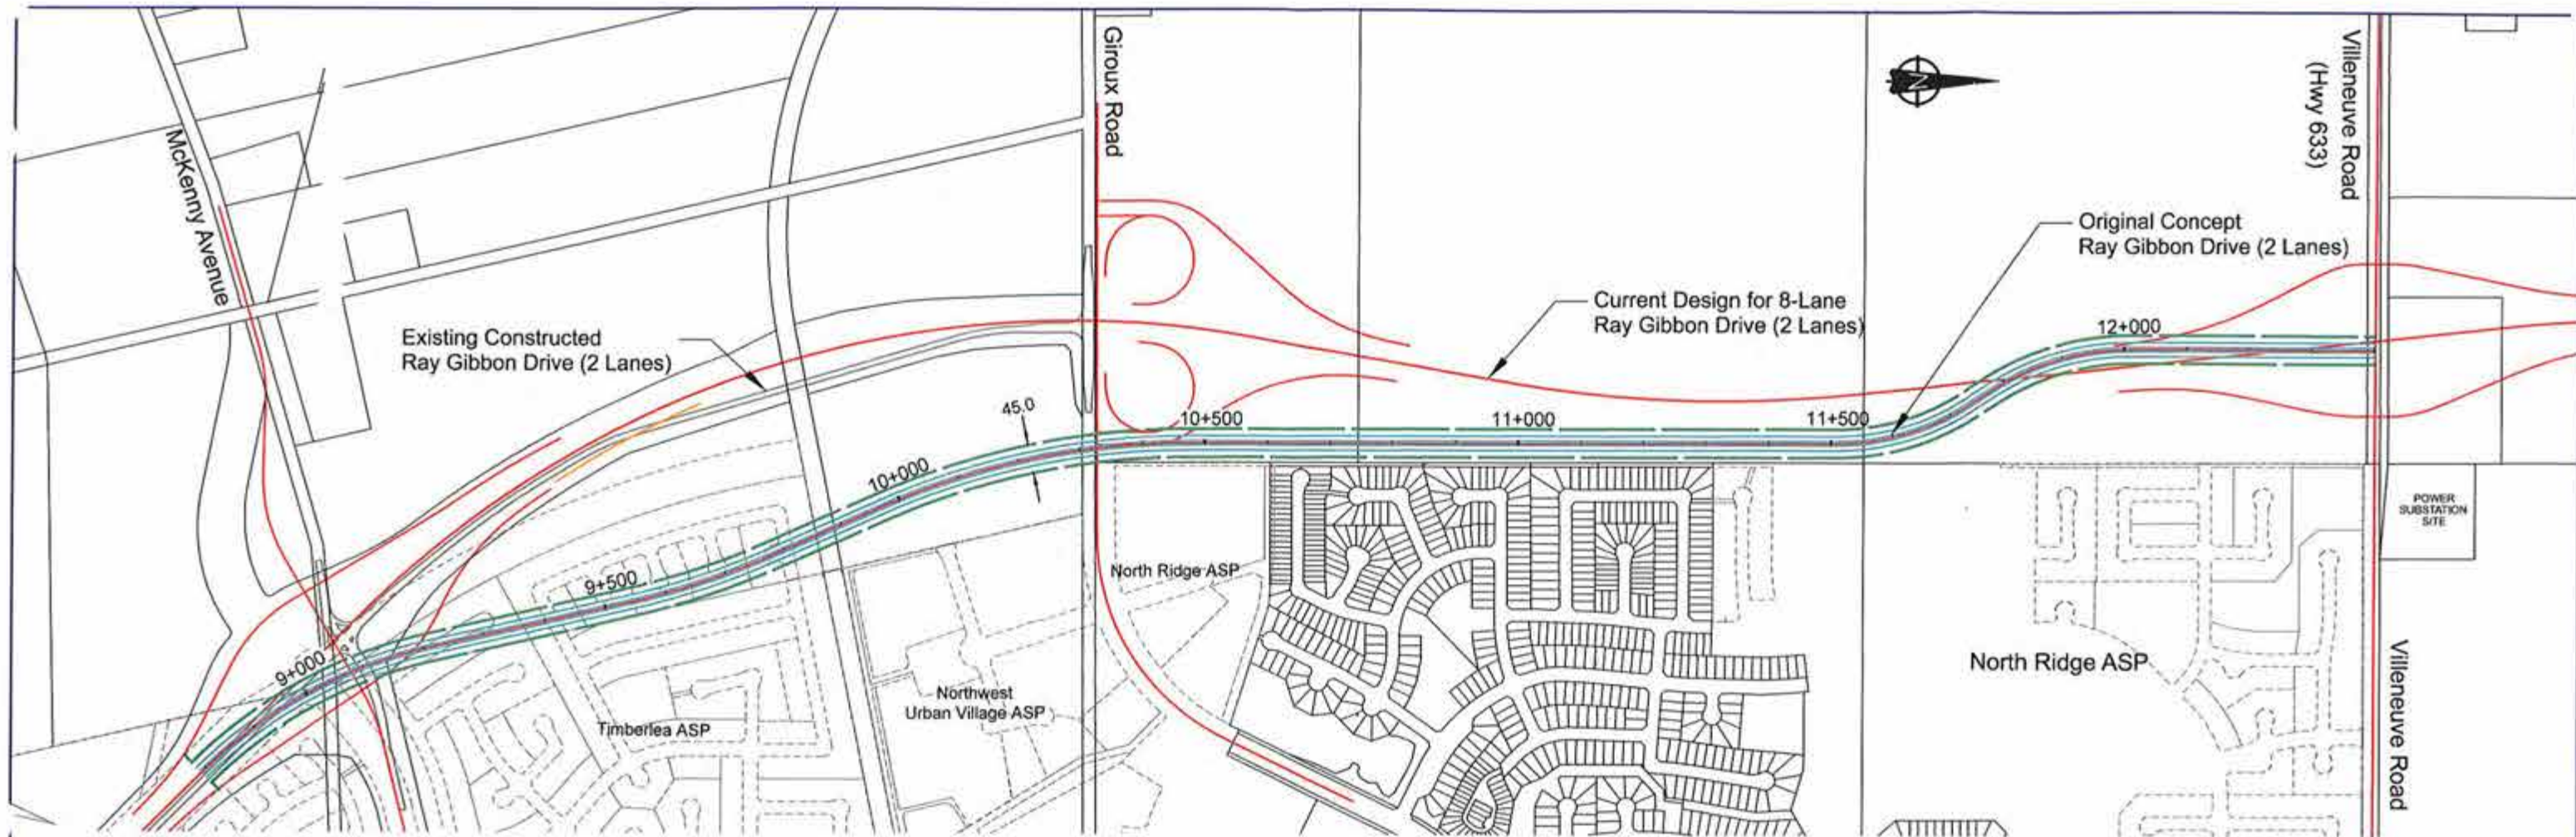 McKenny Avenue
Giroux Road
N
Villeneuve Road
(Hwy 633)
Original Concept
Ray Gibbon Drive (2 Lanes)
Current Design for 8-Lane
Ray Gibbon Drive (2 Lanes)
Existing Constructed
Ray Gibbon Drive (2 Lanes)
12+000
45.0
10+500
11+000
11+500
10+000
9+500
9+000
POWER
SUBSTATION
SITE
North Ridge ASP
North Ridge ASP
Northwest
Urban Village ASP
Timberlea ASP
Villeneuve Road